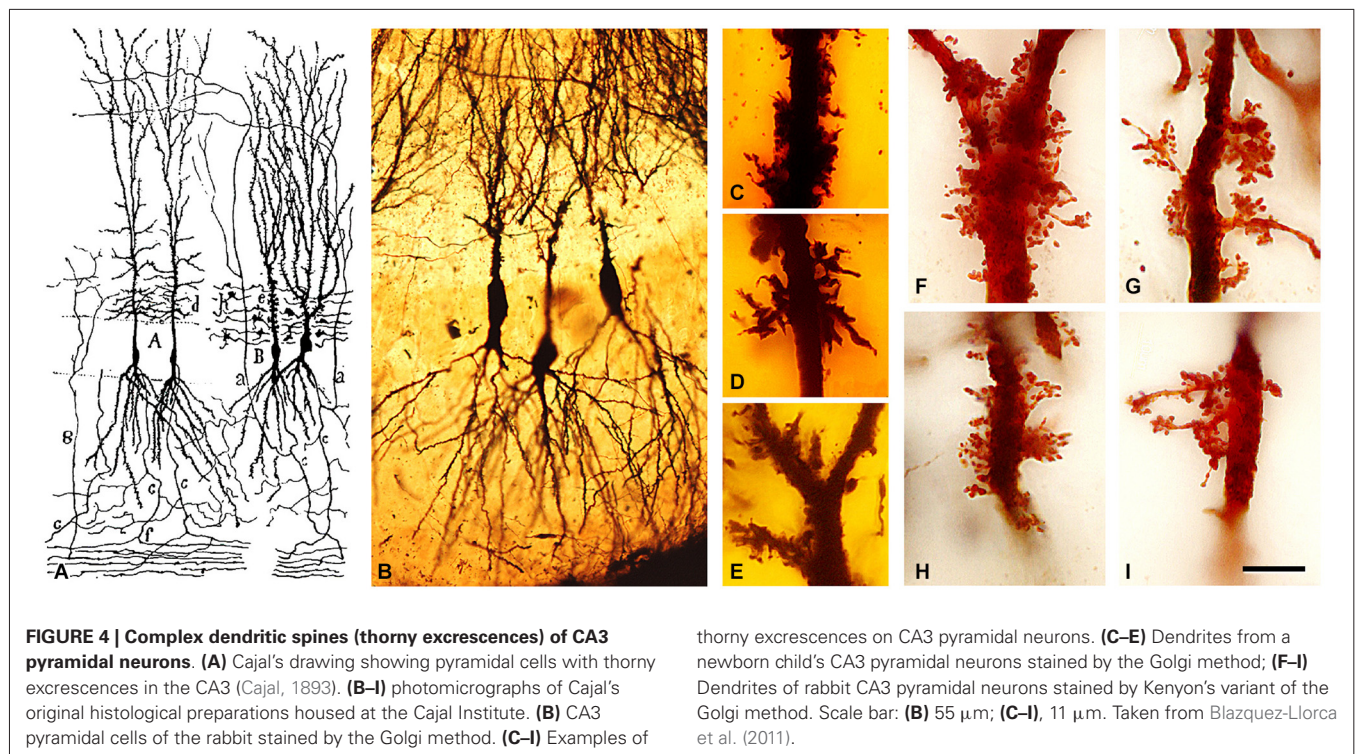 A
d
e
B
a
a
g
c
c
c
c
f
A
B
C
D
E
F
G
H
I
FIGURE 4 | Complex dendritic spines (thorny excrescences) of CA3
pyramidal neurons. (A) Cajal's drawing showing pyramidal cells with thorny
excrescences in the CA3 (Cajal, 1893). (B–I) photomicrographs of Cajal's
original histological preparations housed at the Cajal Institute. (B) CA3
pyramidal cells of the rabbit stained by the Golgi method. (C–I) Examples of
thorny excrescences on CA3 pyramidal neurons. (C–E) Dendrites from a
newborn child's CA3 pyramidal neurons stained by the Golgi method; (F–I)
Dendrites of rabbit CA3 pyramidal neurons stained by Kenyon's variant of the
Golgi method. Scale bar: (B) 55 μm; (C–I), 11 μm. Taken from Blazquez-Llorca
et al. (2011).